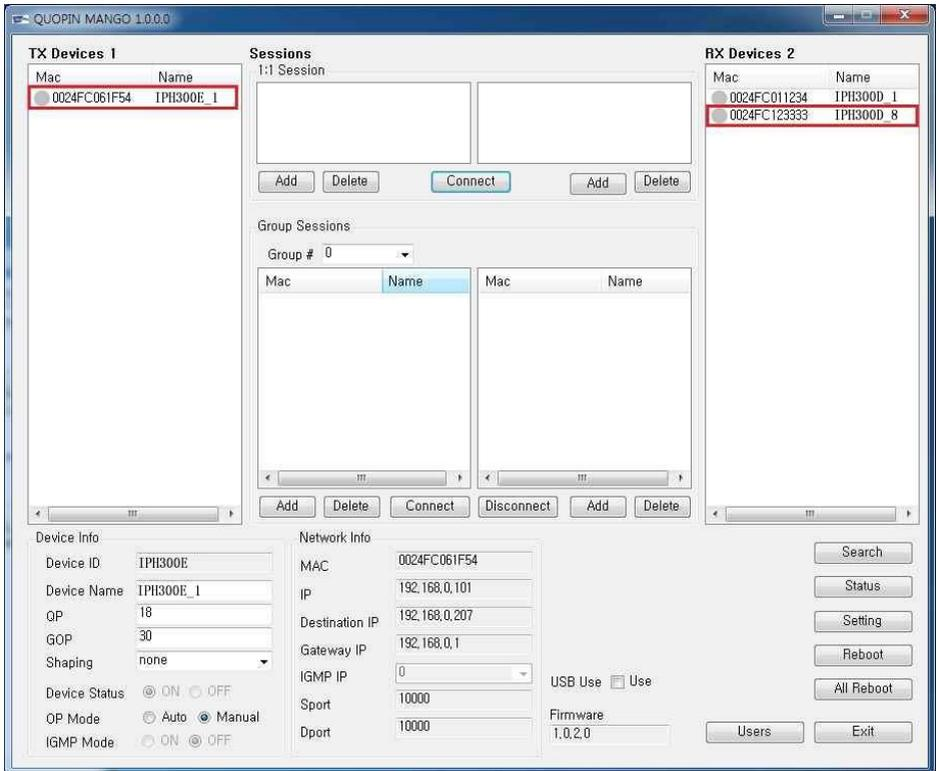 QUOPIN MANGO 1.0.0.0
TX Devices 1
Mac Name
0024FC061F54 IPH300E_1
Sessions
1:1 Session
Add Delete Connect Add Delete
Group Sessions
Group # 0
Mac Name Mac Name
Add Delete Connect Disconnect Add Delete
RX Devices 2
Mac Name
0024FC011234 IPH300D_1
0024FC123333 IPH300D_8
Device Info
Device ID IPH300E
Device Name IPH300E_1
QP 18
GOP 30
Shaping none
Device Status ON OFF
OP Mode Auto Manual
IGMP Mode ON OFF
Network Info
MAC 0024FC061F54
IP 192,168,0,101
Destination IP 192,168,0,207
Gateway IP 192,168,0,1
IGMP IP 0
Sport 10000
Dport 10000
USB Use Use
Firmware
1,0,2,0
Search
Status
Setting
Reboot
All Reboot
Users Exit